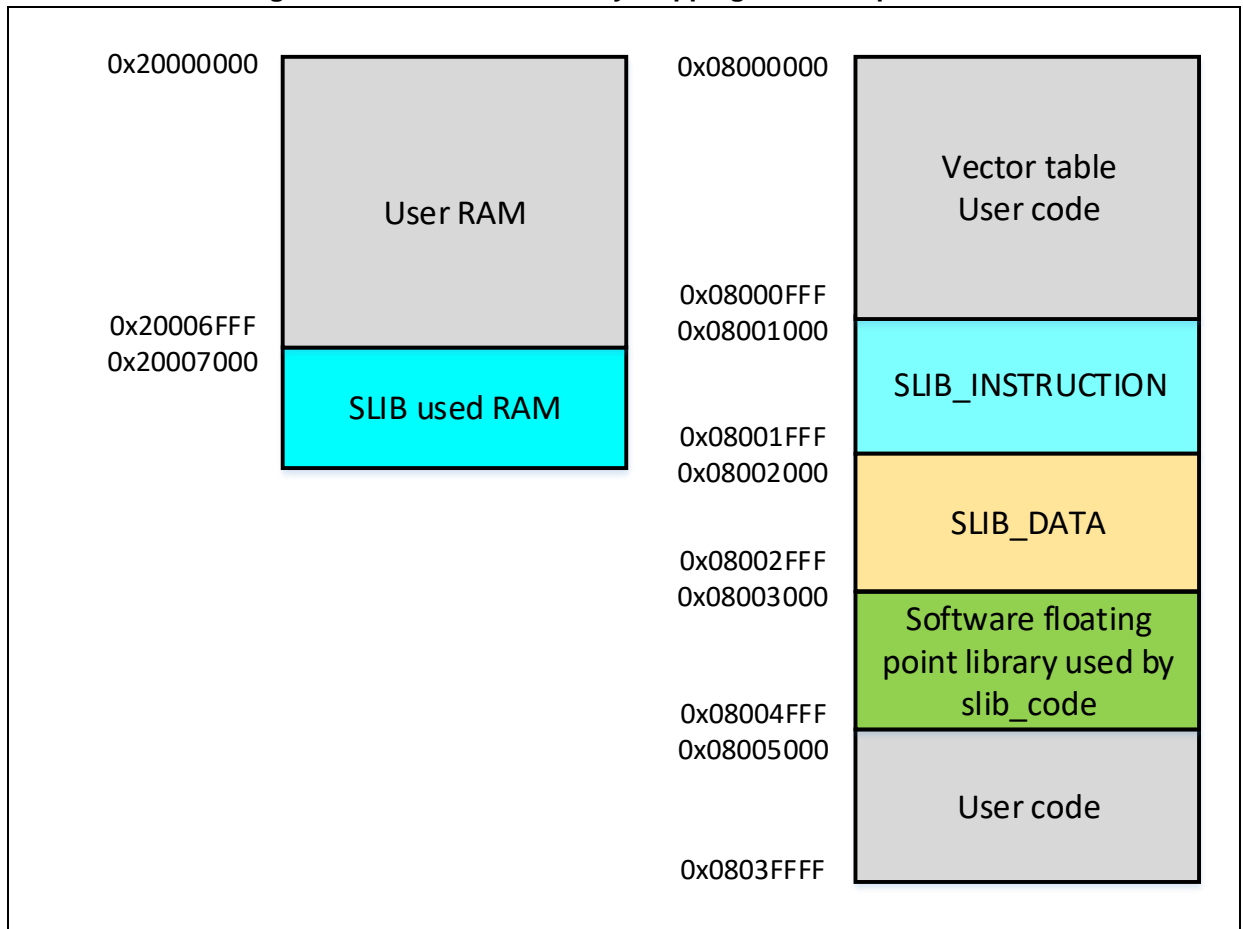 0x20000000
User RAM
0x20006FFF
0x20007000
SLIB used RAM
0x08000000
Vector table
User code
0x08000FFF
0x08001000
SLIB_INSTRUCTION
0x08001FFF
0x08002000
SLIB_DATA
0x08002FFF
0x08003000
Software floating
point library used by
slib_code
0x08004FFF
0x08005000
User code
0x0803FFFF